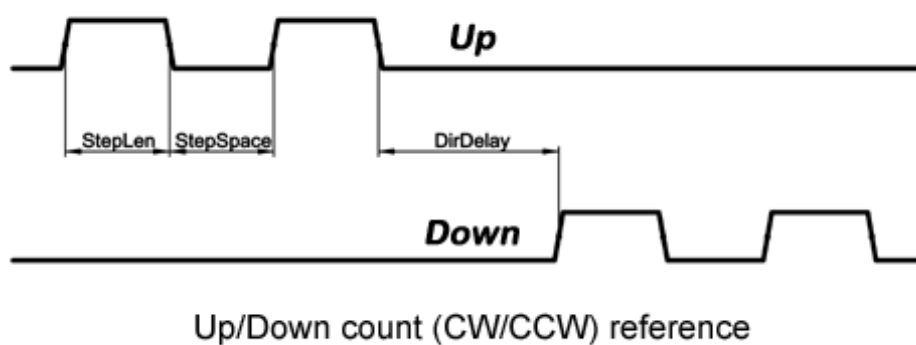 Up
StepLen StepSpace DirDelay
Down
Up/Down count (CW/CCW) reference